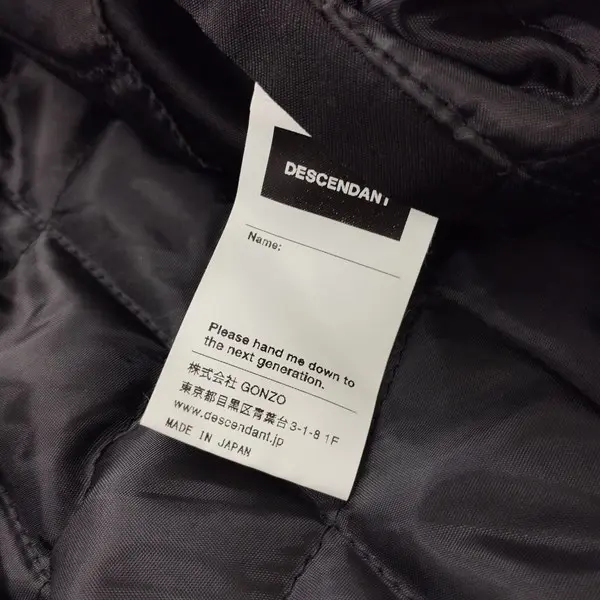 DESCENDANT
Name:
Please hand me down to
the next generation.
株式会社 GONZO
東京都目黒区青葉台3-1-8 1F
www.descendant.jp
MADE IN JAPAN